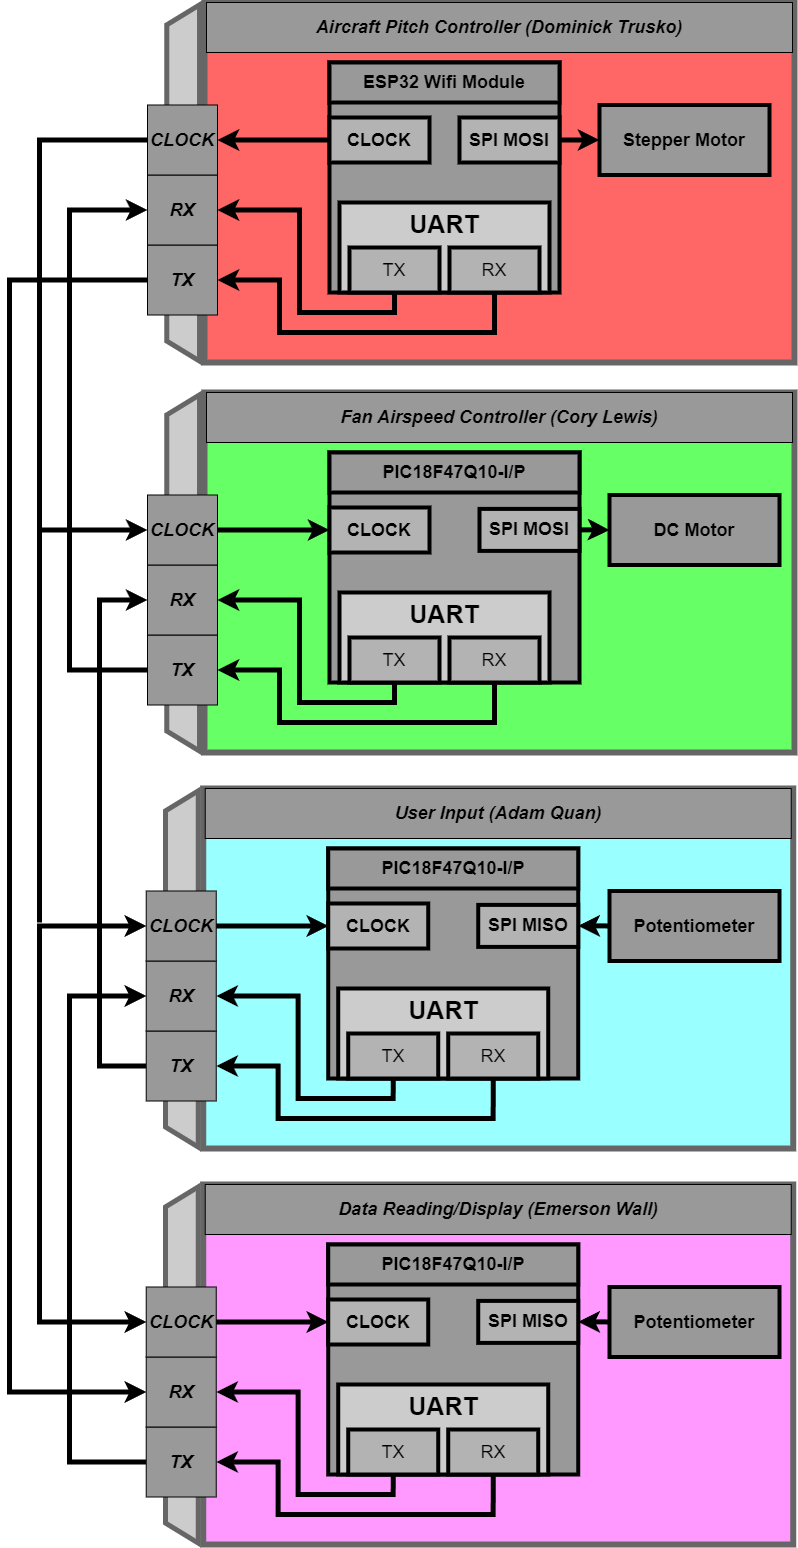 Aircraft Pitch Controller (Dominick Trusko)
ESP32 Wifi Module
CLOCK
CLOCK
SPI MOSI
Stepper Motor
RX
UART
TX
TX
RX
Fan Airspeed Controller (Cory Lewis)
PIC18F47Q10-I/P
CLOCK
CLOCK
SPI MOSI
DC Motor
RX
UART
TX
TX
RX
User Input (Adam Quan)
PIC18F47Q10-I/P
CLOCK
CLOCK
SPI MISO
Potentiometer
RX
UART
TX
TX
RX
Data Reading/Display (Emerson Wall)
PIC18F47Q10-I/P
CLOCK
CLOCK
SPI MISO
Potentiometer
RX
UART
TX
TX
RX